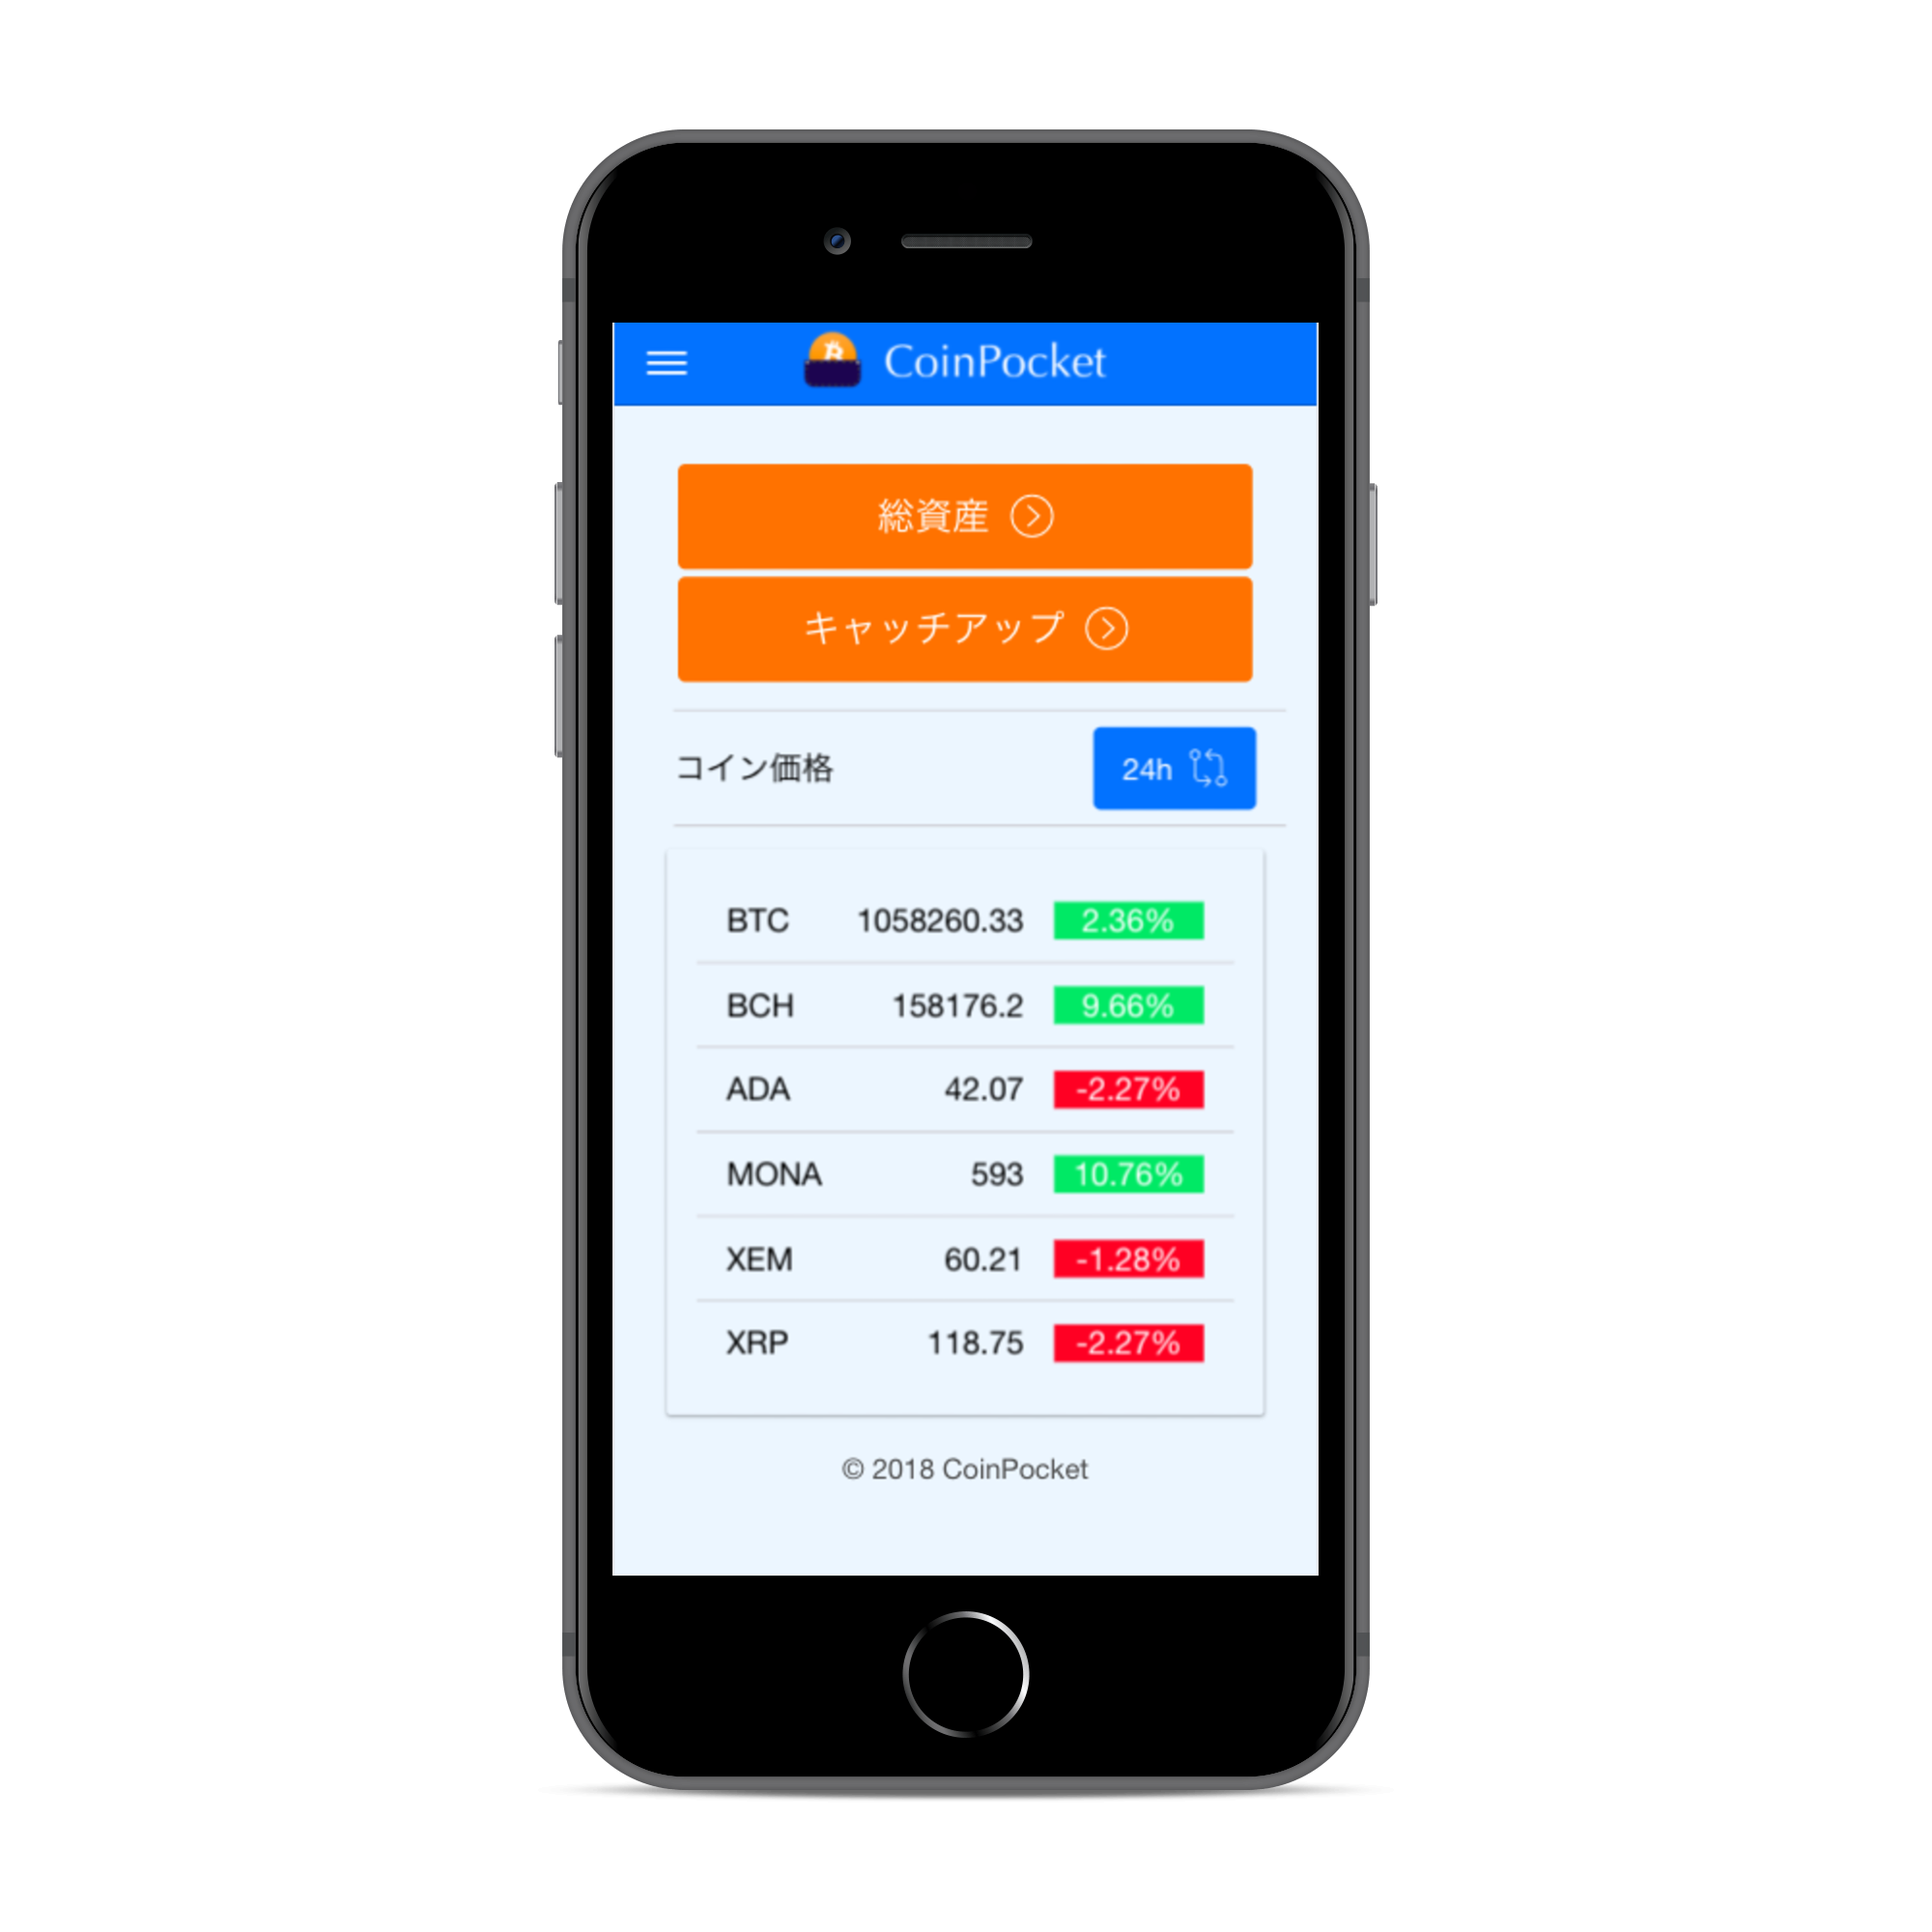 CoinPocket
総資産
キャッチアップ
コイン価格 24h
BTC 1058260.33 2.36%
BCH 158176.2 9.66%
ADA 42.07 -2.27%
MONA 593 10.76%
XEM 60.21 -1.28%
XRP 118.75 -2.27%
© 2018 CoinPocket